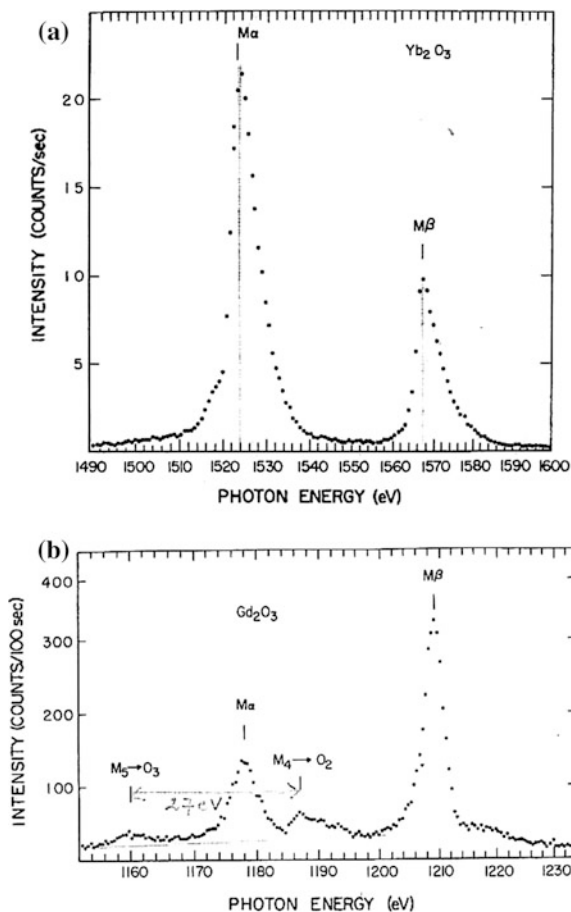 (a)
Mα
Yb2O3
20
15
10
5
Mβ
INTENSITY (COUNTS/sec)
1490 1500 1510 1520 1530 1540 1550 1560 1570 1580 1590 1600
PHOTON ENERGY (eV)
(b)
Mβ
400
Gd2O3
300
200
Mα
M5→O3
M4→O2
100
27 eV
INTENSITY (COUNTS/100 sec)
1160 1170 1180 1190 1200 1210 1220 1230
PHOTON ENERGY (eV)